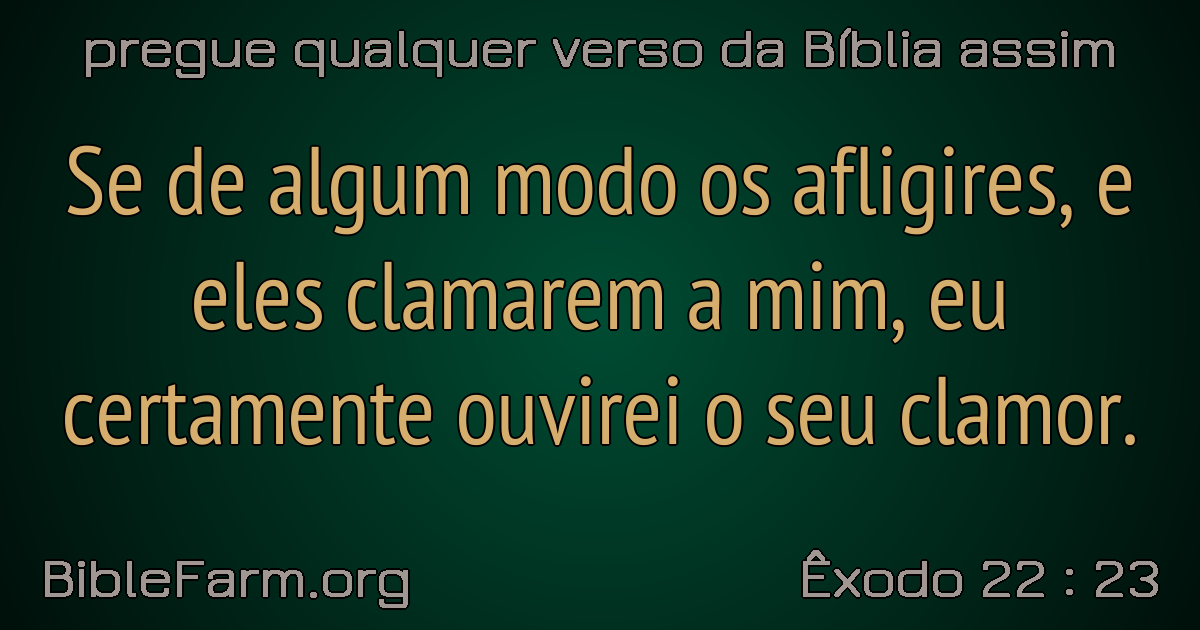 pregue qualquer verso da Bíblia assim
Se de algum modo os afligires, e
eles clamarem a mim, eu
certamente ouvirei o seu clamor.
BibleFarm.org
Êxodo 22 : 23